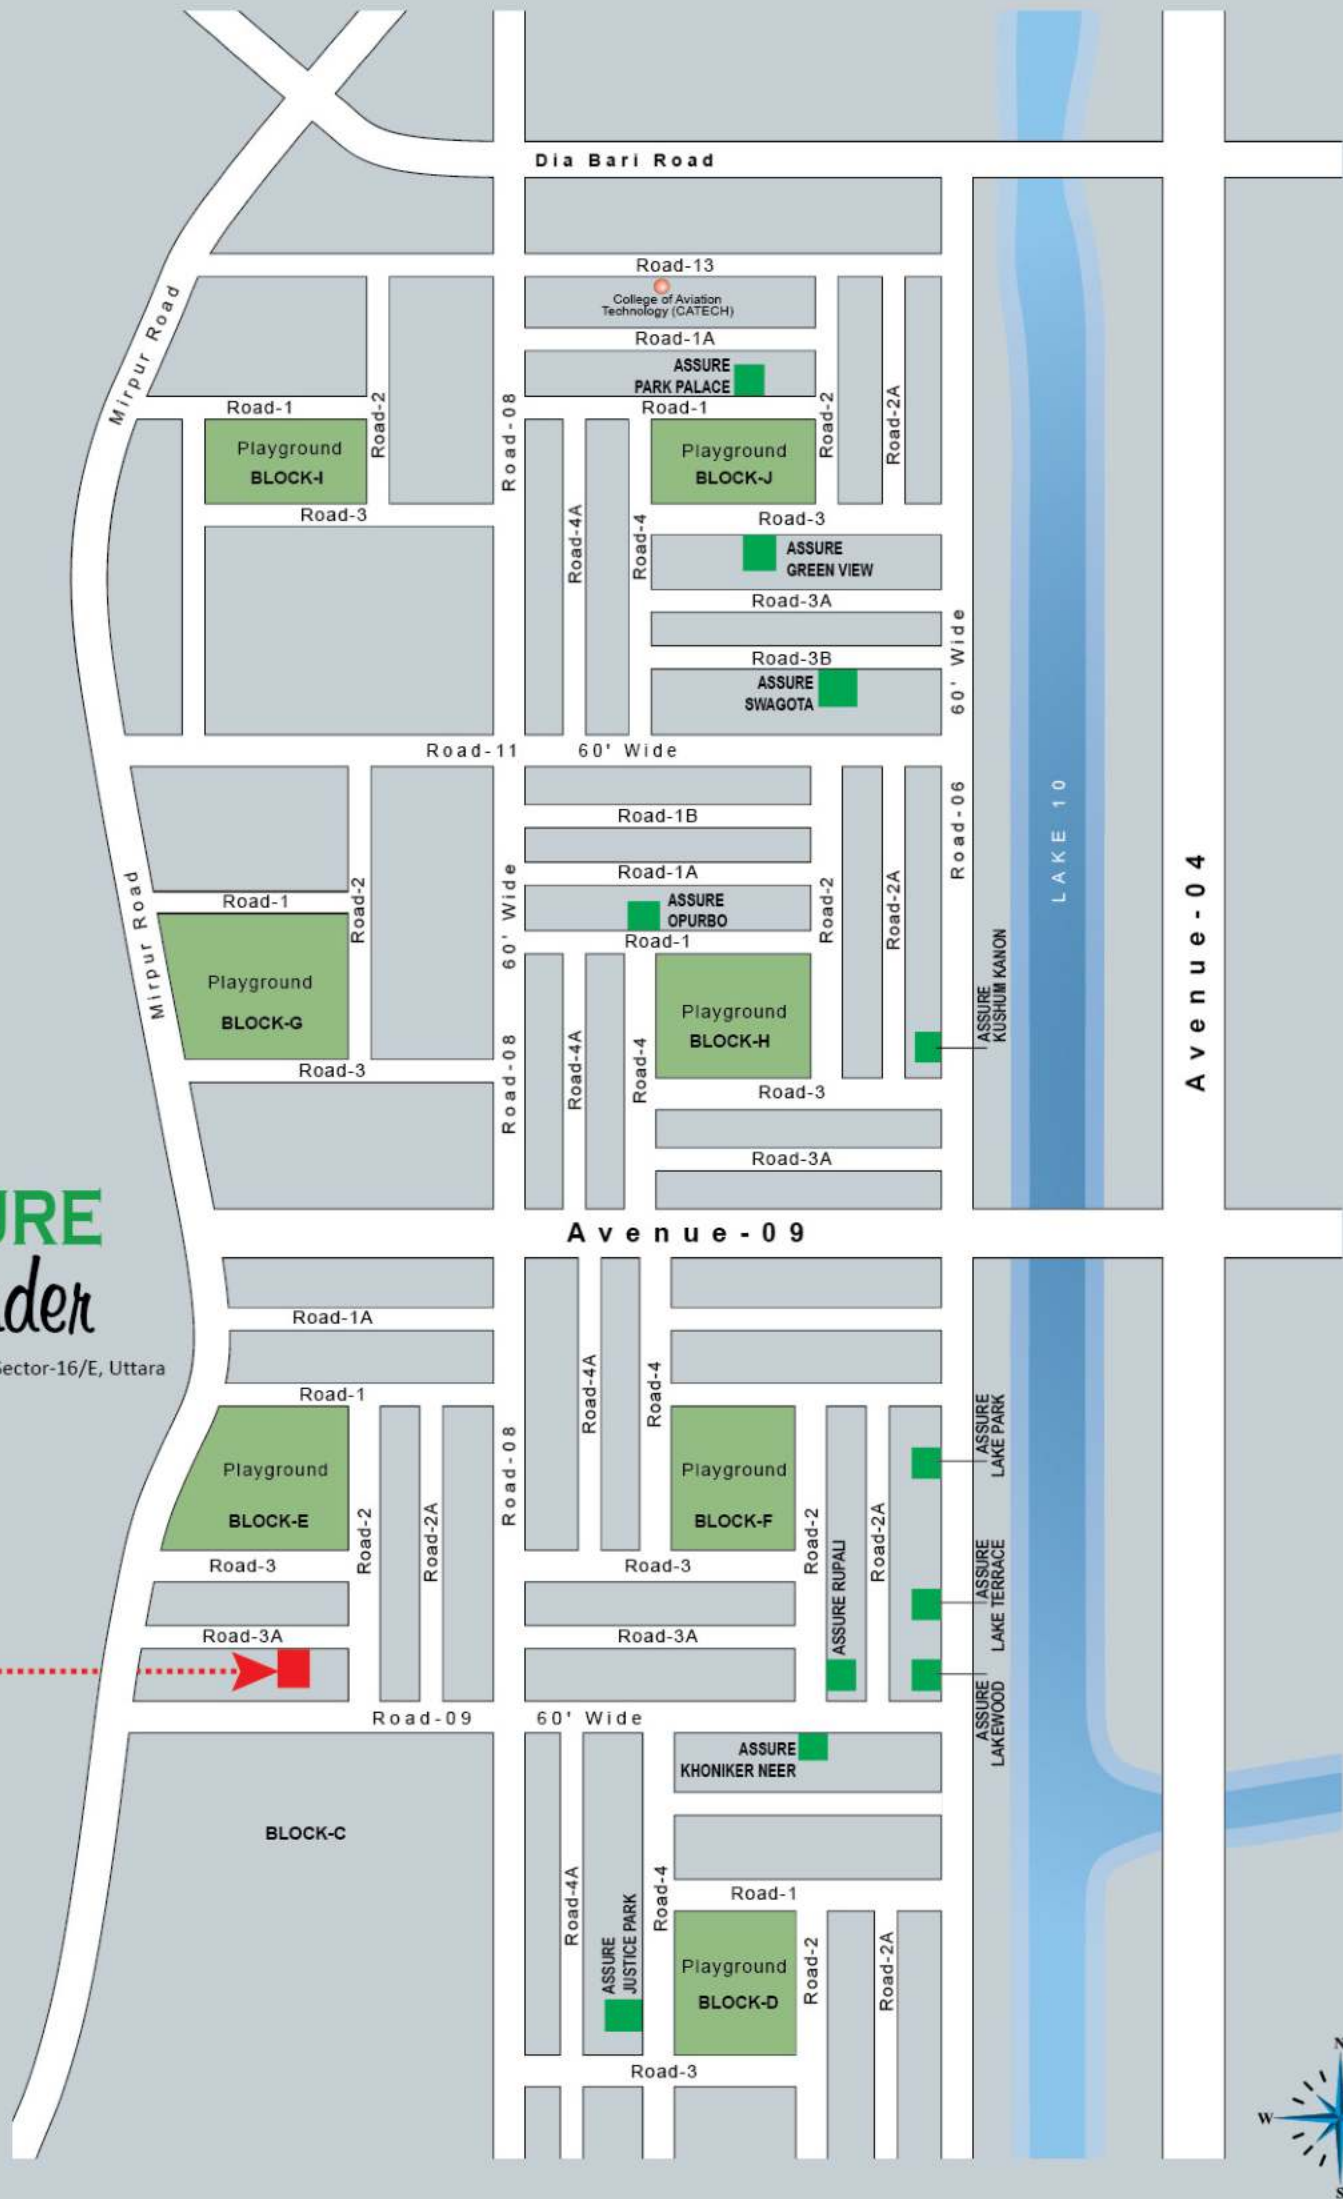 Dia Bari Road
Road-13
College of Aviation
Technology (CATECH)
Road-1A
ASSURE
PARK PALACE
Mirpur Road
Road-1
Road-2
Road-08
Road-1
Road-2
Road-2A
Playground
BLOCK-I
Playground
BLOCK-J
Road-3
Road-4A
Road-4
Road-3
ASSURE
GREEN VIEW
Road-3A
60' Wide
Road-3B
ASSURE
SWAGOTA
Road-11
60' Wide
Road-06
LAKE 10
Avenue-04
Road-1B
Road-1A
Mirpur Road
Road-1
Road-2
60' Wide
ASSURE
OPURBO
Road-2
Road-2A
Road-1
ASSURE
KUSHUM KANON
Playground
BLOCK-G
Playground
BLOCK-H
Road-3
Road-08
Road-4A
Road-4
Road-3
Road-3A
URE
Avenue-09
Sector-16/E, Uttara
Road-1A
Road-4A
Road-4
Road-1
Road-08
ASSURE
LAKE PARK
Playground
BLOCK-E
Playground
BLOCK-F
Road-2
Road-2A
Road-2
Road-2A
Road-3
Road-3
ASSURE RUPALI
ASSURE
LAKE TERRACE
Road-3A
Road-3A
ASSURE
LAKEWOOD
Road-09
60' Wide
ASSURE
KHONIKER NEER
BLOCK-C
Road-4A
Road-4
Road-1
ASSURE
JUSTICE PARK
Playground
BLOCK-D
Road-2
Road-2A
Road-3
N
W
S